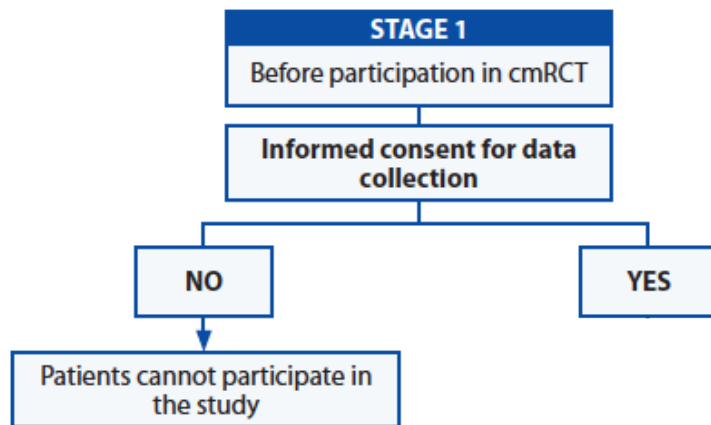 STAGE 1
Before participation in cmRCT
Informed consent for data
collection
NO
YES
Patients cannot participate in
the study